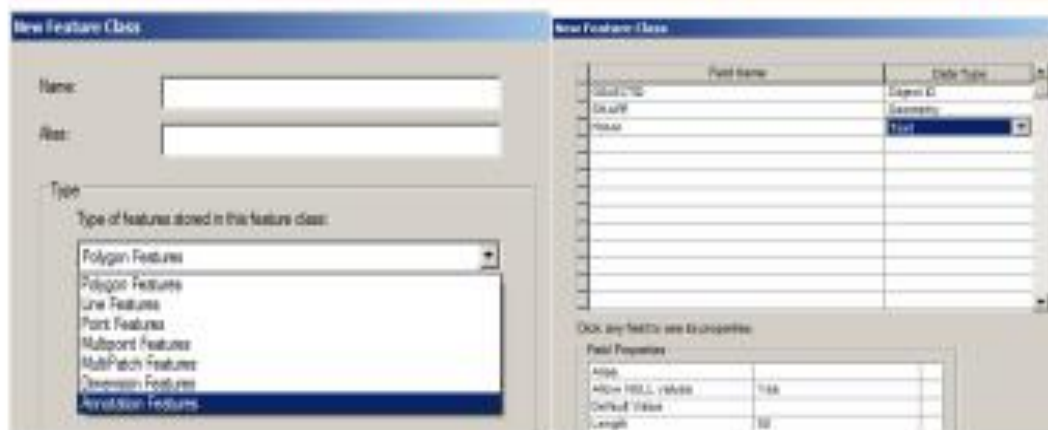 New Feature Class
Name:
Alias:
Type
Type of features stored in this feature class:
Polygon Features
Polygon Features
Line Features
Point Features
Multipoint Features
MultiPatch Features
Dimension Features
Annotation Features
New Feature Class
Field Name Data Type
OBJECTID Object ID
SHAPE Geometry
Text
Click any field to see its properties.
Field Properties
Alias
Allow NULL values Yes
Default Value
Length 50